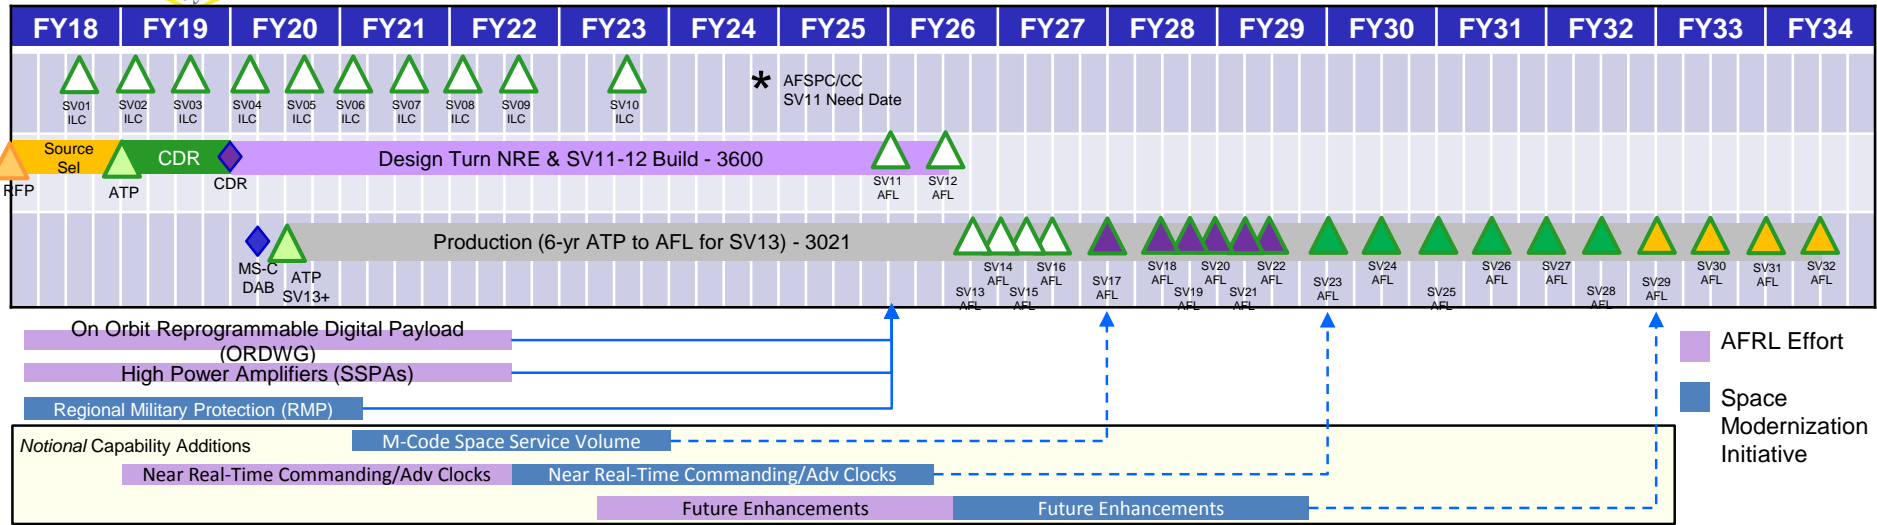 FY18 FY19 FY20 FY21 FY22 FY23 FY24 FY25 FY26 FY27 FY28 FY29 FY30 FY31 FY32 FY33 FY34
SV01 SV02 SV03 SV04 SV05 SV06 SV07 SV08 SV09 SV10
ILC ILC ILC ILC ILC ILC ILC ILC ILC ILC
* AFSPC/CC
SV11 Need Date
Source
Sel
CDR
Design Turn NRE & SV11-12 Build - 3600
RFP
ATP
CDR
SV11 SV12
AFL AFL
Production (6-yr ATP to AFL for SV13) - 3021
MS-C
DAB
ATP
SV13+
SV13
AFL
SV14
AFL
SV15
AFL
SV16
AFL
SV17
AFL
SV18
AFL
SV19
AFL
SV20
AFL
SV21
AFL
SV22
AFL
SV23
AFL
SV24
AFL
SV25
AFL
SV26
AFL
SV27
AFL
SV28
AFL
SV29
AFL
SV30
AFL
SV31
AFL
SV32
AFL
On Orbit Reprogrammable Digital Payload
(ORDWG)
High Power Amplifiers (SSPAs)
Regional Military Protection (RMP)
AFRL Effort
Space
Modernization
Initiative
Notional Capability Additions
M-Code Space Service Volume
Near Real-Time Commanding/Adv Clocks
Near Real-Time Commanding/Adv Clocks
Future Enhancements
Future Enhancements